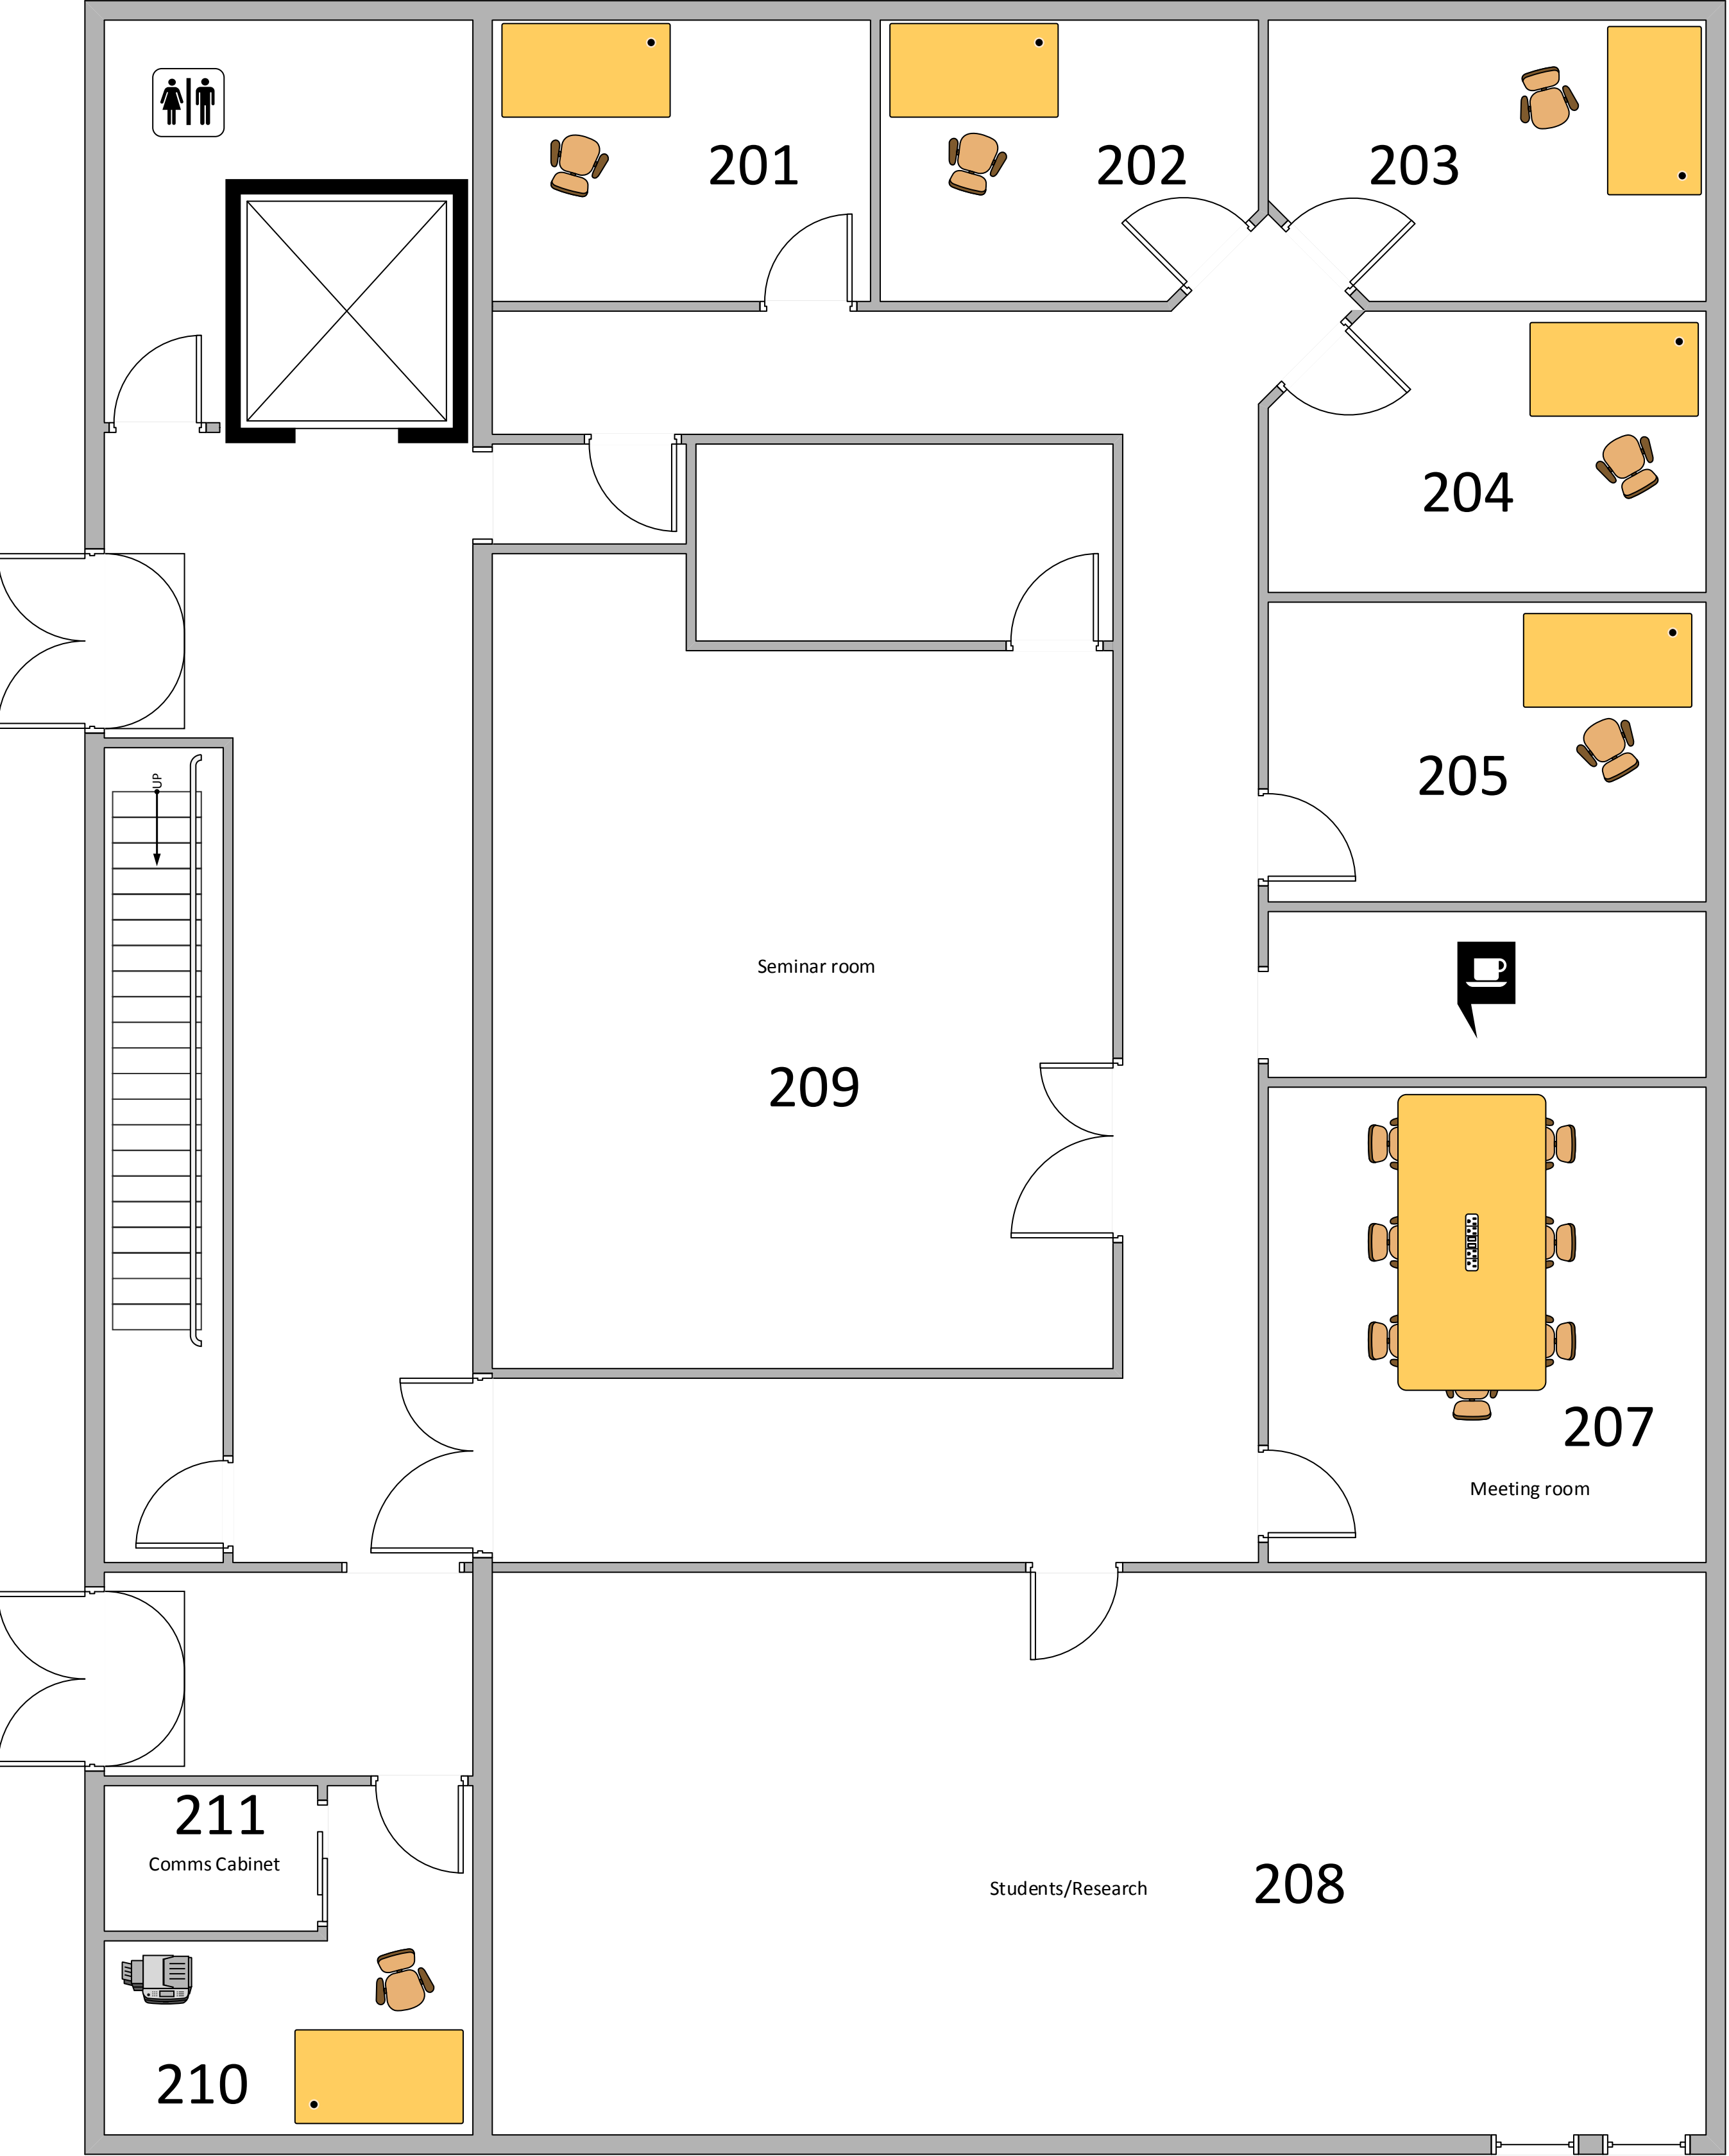 201
202
203
204
UP
205
Seminar room
209
207
Meeting room
211
Comms Cabinet
Students/Research
208
210